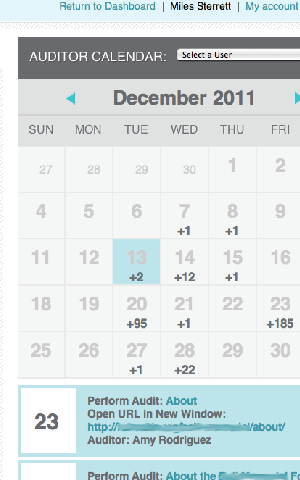 Return to Dashboard | Miles Sterrett | My account
AUDITOR CALENDAR: Select a User
December 2011
SUN MON TUE WED THU FRI
27 28 29 30 1 2
4 5 6 7 8 9
+1 +1
11 12 13 14 15 16
+2 +12 +1
18 19 20 21 22 23
+95 +1 +185
25 26 27 28 29 30
+1 +22
23
Perform Audit: About
Open URL in New Window:
http:// /about/
Auditor: Amy Rodriguez
Perform Audit: About the